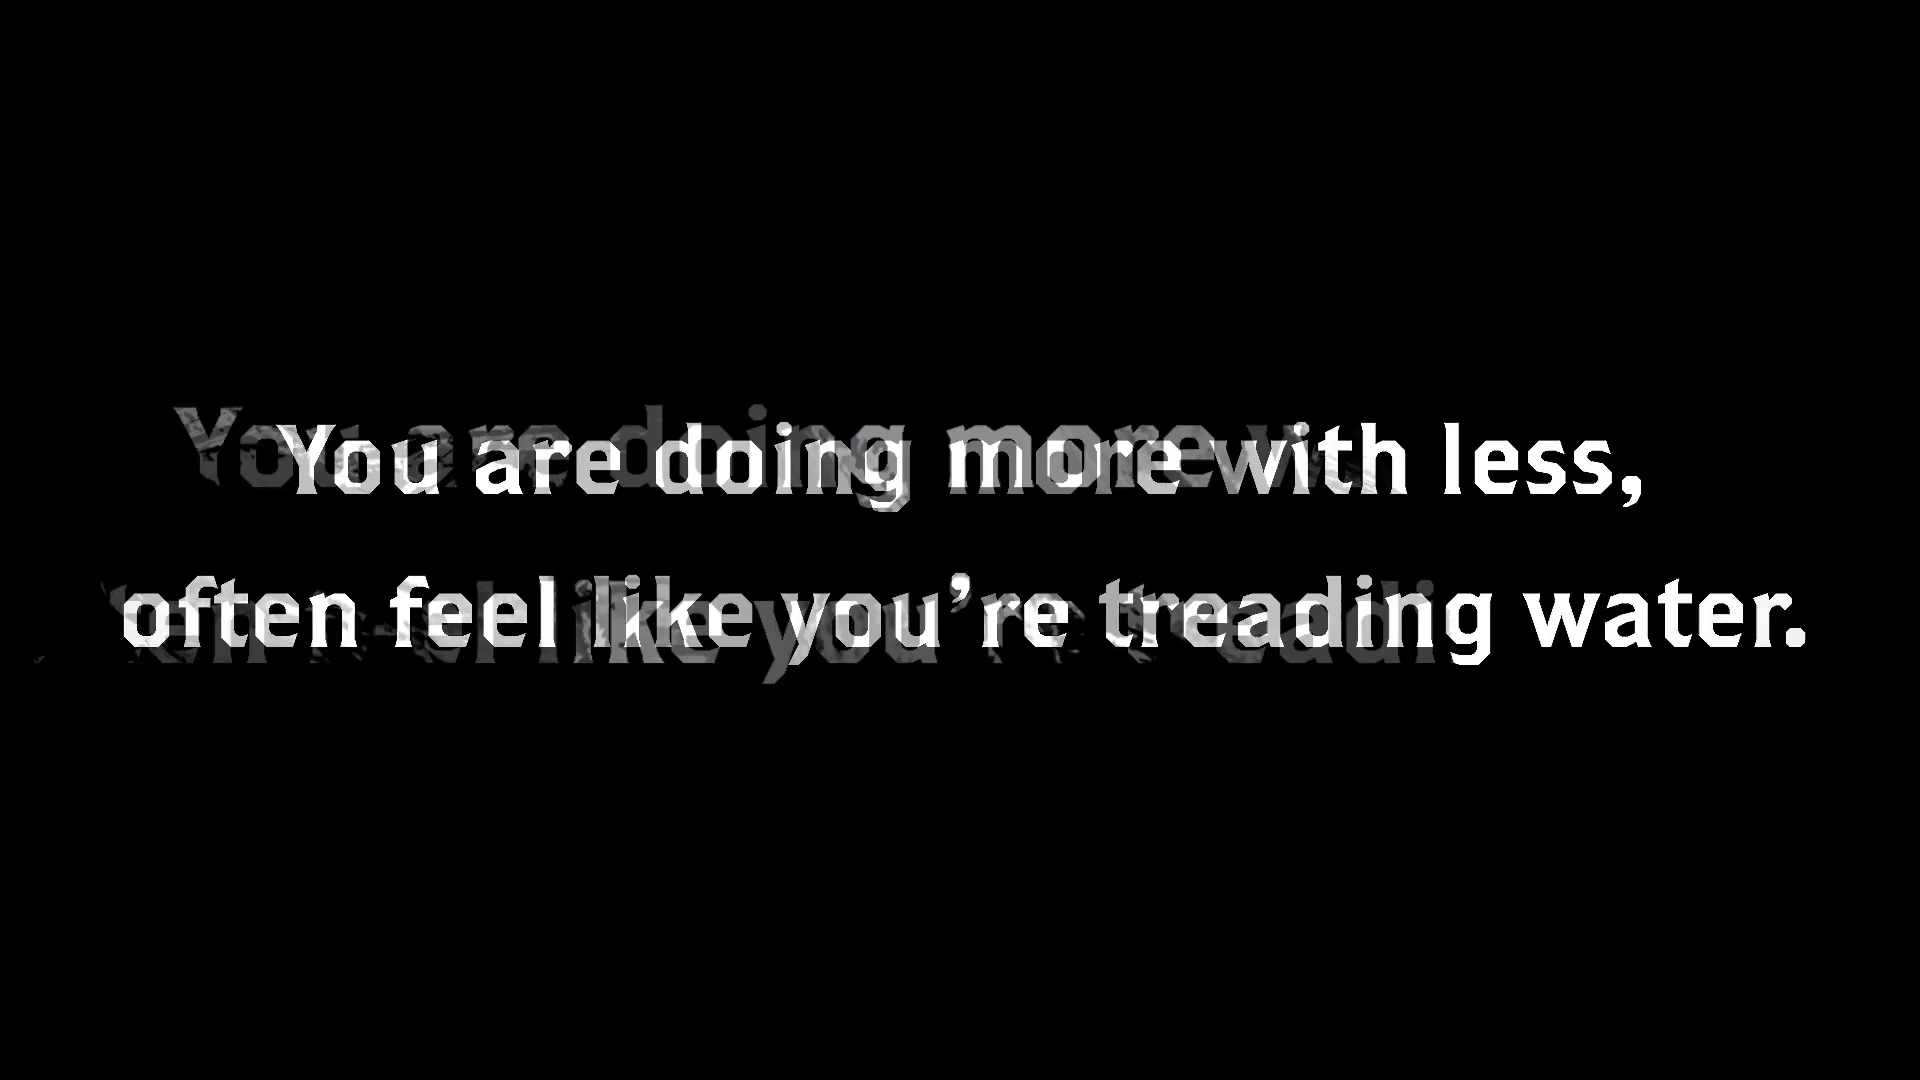 You are doing more with less,
often feel like you’re treading water.